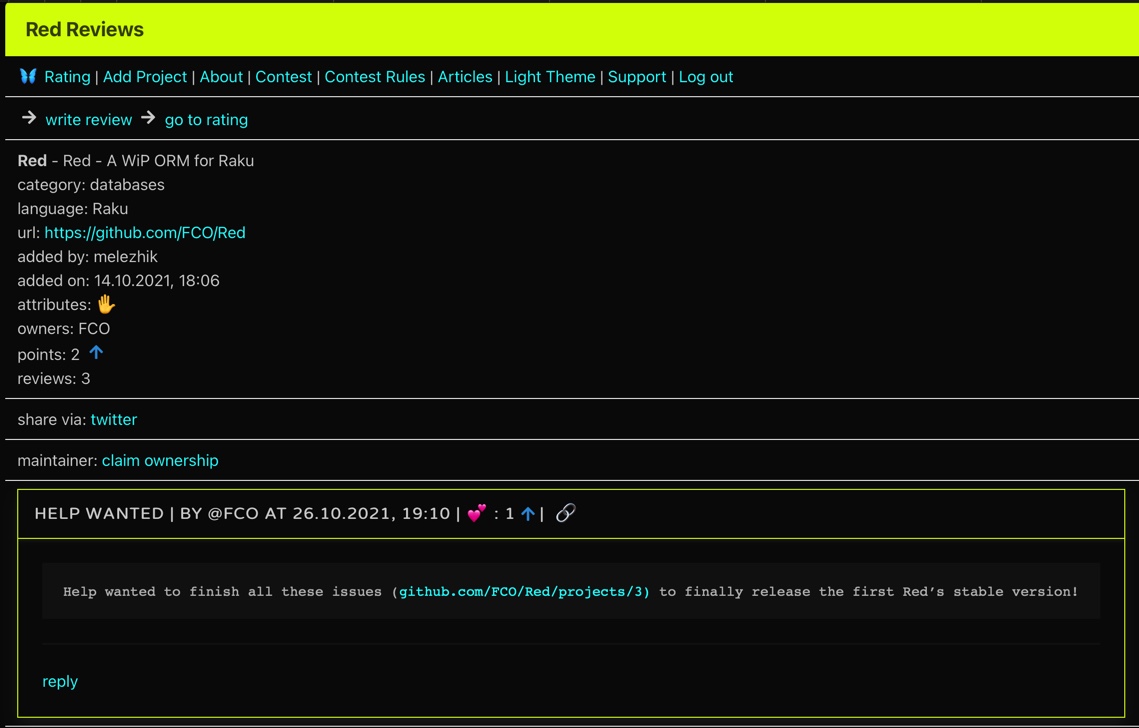 Red Reviews
🦋 Rating | Add Project | About | Contest | Contest Rules | Articles | Light Theme | Support | Log out
→ write review → go to rating
Red - Red - A WiP ORM for Raku
category: databases
language: Raku
url: https://github.com/FCO/Red
added by: melezhik
added on: 14.10.2021, 18:06
attributes: ✋
owners: FCO
points: 2 ↑
reviews: 3
share via: twitter
maintainer: claim ownership
HELP WANTED | BY @FCO AT 26.10.2021, 19:10 | 💕 : 1 ↑ | 🔗
Help wanted to finish all these issues (github.com/FCO/Red/projects/3) to finally release the first Red’s stable version!
reply